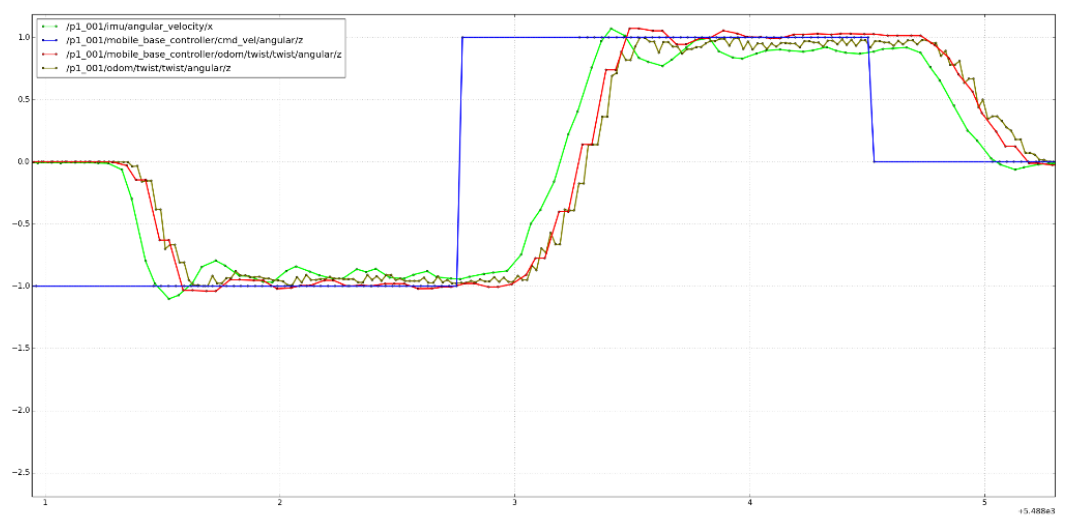 /p1_001/imu/angular_velocity/x
/p1_001/mobile_base_controller/cmd_vel/angular/z
/p1_001/mobile_base_controller/odom/twist/twist/angular/z
/p1_001/odom/twist/twist/angular/z
1.0
0.5
0.0
−0.5
−1.0
−1.5
−2.0
−2.5
1 2 3 4 5
+5.488e3